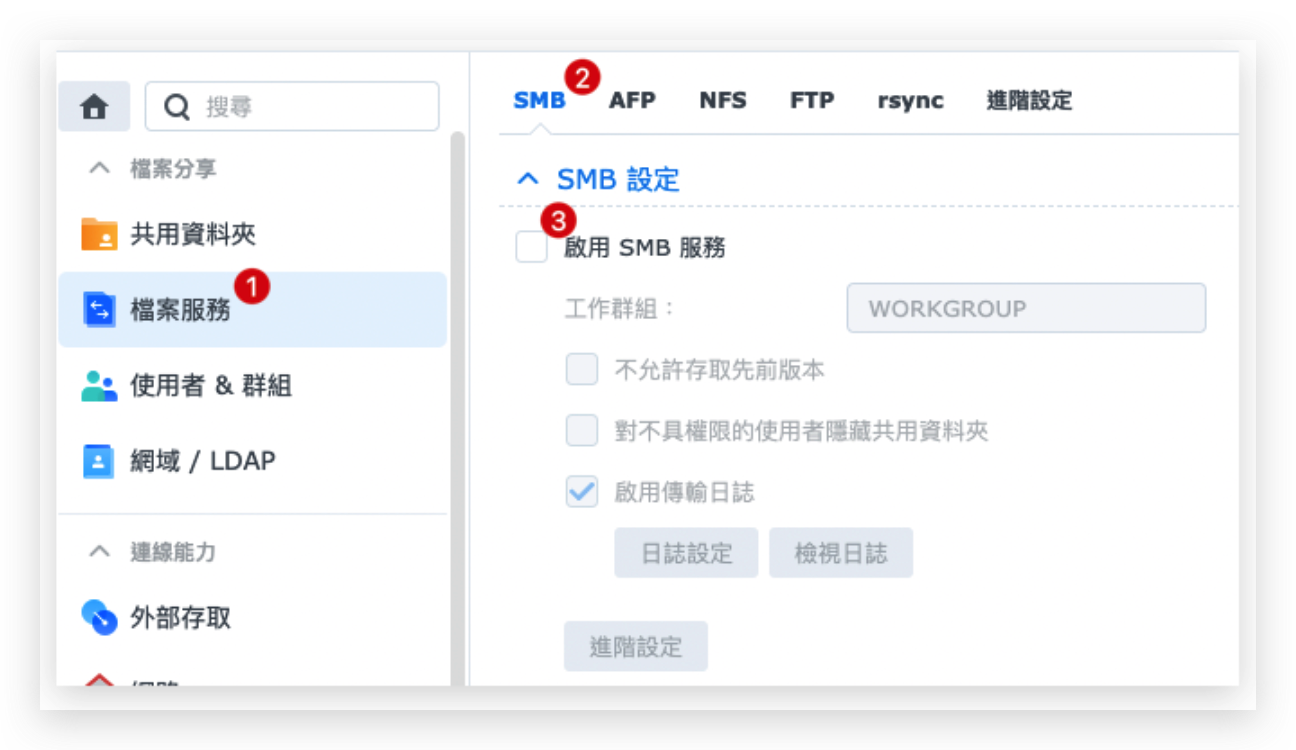 搜尋
檔案分享
共用資料夾
檔案服務
1
使用者 & 群組
網域 / LDAP
連線能力
外部存取
SMB AFP NFS FTP rsync 進階設定
2
SMB 設定
3
啟用 SMB 服務
工作群組：
WORKGROUP
不允許存取先前版本
對不具權限的使用者隱藏共用資料夾
啟用傳輸日誌
日誌設定 檢視日誌
進階設定